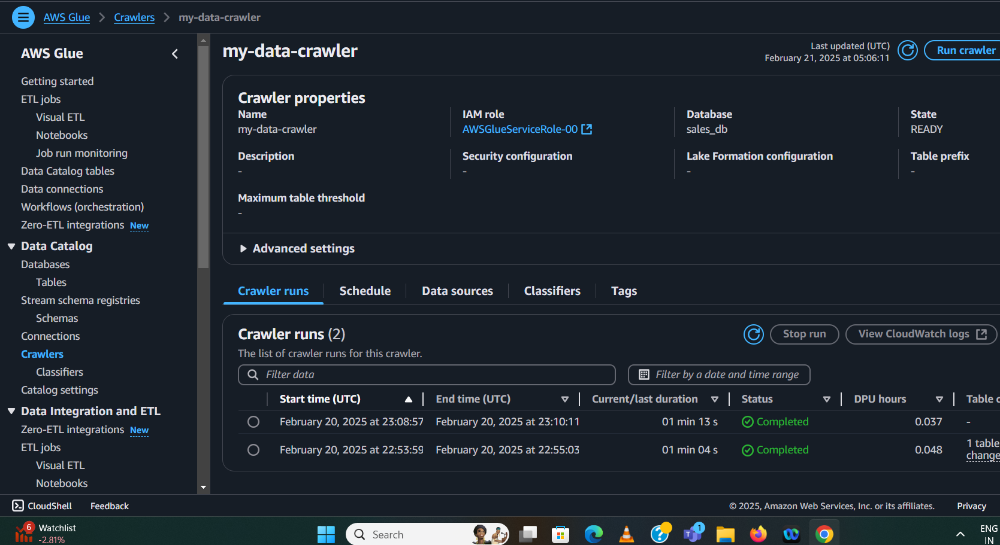 AWS Glue > Crawlers > my-data-crawler
AWS Glue
Getting started
ETL jobs
Visual ETL
Notebooks
Job run monitoring
Data Catalog tables
Data connections
Workflows (orchestration)
Zero-ETL integrations New
Data Catalog
Databases
Tables
Stream schema registries
Schemas
Connections
Crawlers
Classifiers
Catalog settings
Data Integration and ETL
Zero-ETL integrations New
ETL jobs
Visual ETL
Notebooks
my-data-crawler
Last updated (UTC)
February 21, 2025 at 05:06:11
Run crawler
Crawler properties
Name
my-data-crawler
IAM role
AWSGlueServiceRole-00
Database
sales_db
State
READY
Description
-
Security configuration
-
Lake Formation configuration
-
Table prefix
-
Maximum table threshold
-
Advanced settings
Crawler runs Schedule Data sources Classifiers Tags
Crawler runs (2)
Stop run
View CloudWatch logs
The list of crawler runs for this crawler.
Filter data
Filter by a date and time range
Start time (UTC) End time (UTC) Current/last duration Status DPU hours Table c
February 20, 2025 at 23:08:57 February 20, 2025 at 23:10:11 01 min 13 s Completed 0.037 -
February 20, 2025 at 22:53:59 February 20, 2025 at 22:55:03 01 min 04 s Completed 0.048 1 table
change
CloudShell Feedback © 2025, Amazon Web Services, Inc. or its affiliates. Privacy
6
Watchlist
-2.81%
Search
1
ENG
IN